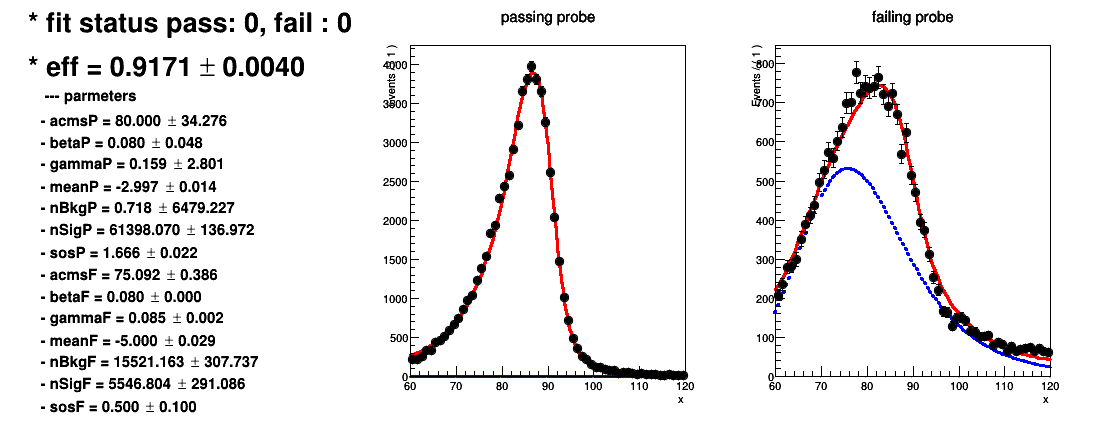 * fit status pass: 0, fail : 0
* eff = 0.9171 ± 0.0040
--- parmeters
- acmsP = 80.000 ± 34.276
- betaP = 0.080 ± 0.048
- gammaP = 0.159 ± 2.801
- meanP = -2.997 ± 0.014
- nBkgP = 0.718 ± 6479.227
- nSigP = 61398.070 ± 136.972
- sosP = 1.666 ± 0.022
- acmsF = 75.092 ± 0.386
- betaF = 0.080 ± 0.000
- gammaF = 0.085 ± 0.002
- meanF = -5.000 ± 0.029
- nBkgF = 15521.163 ± 307.737
- nSigF = 5546.804 ± 291.086
- sosF = 0.500 ± 0.100
passing probe
Events / ( 1 )
4000
3500
3000
2500
2000
1500
1000
500
0
60 70 80 90 100 110 120
x
failing probe
Events / ( 1 )
800
700
600
500
400
300
200
100
0
60 70 80 90 100 110 120
x